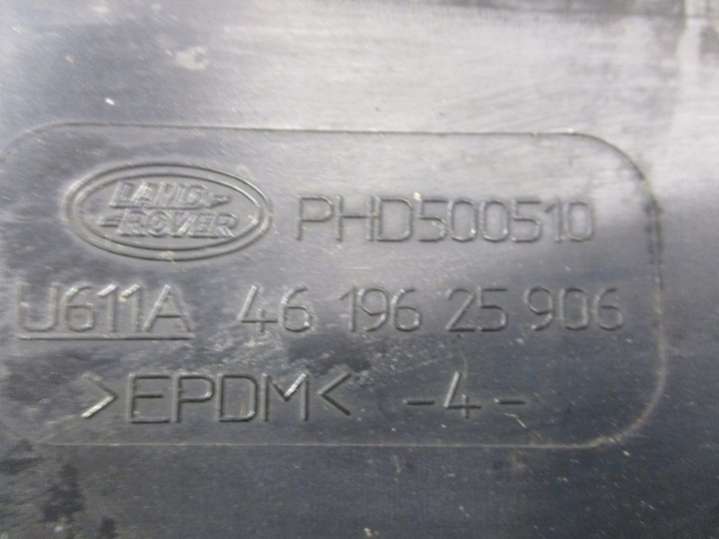 LAND-
-ROVER
PHD500510
U611A 46 196 25 906
>EPDM< -4-